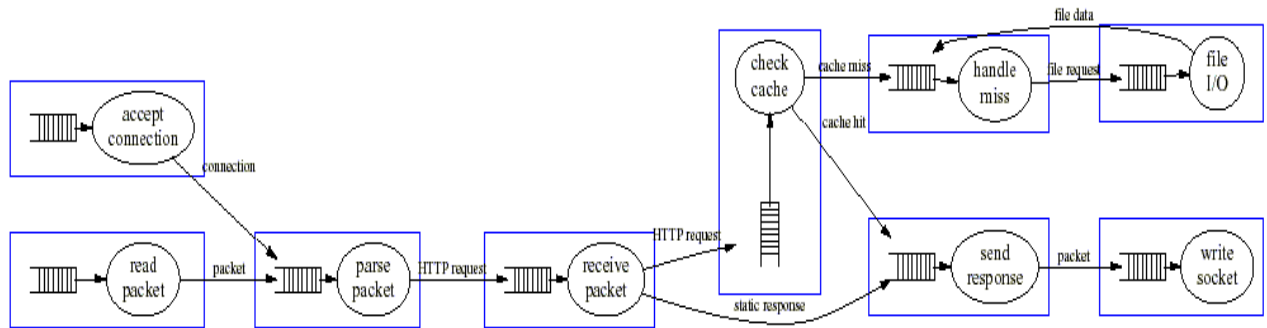 file data
check
cache
cache miss
handle
miss
file request
file
I/O
accept
connection
cache hit
connection
read
packet
packet
parse
packet
HTTP request
receive
packet
HTTP request
static response
send
response
packet
write
socket